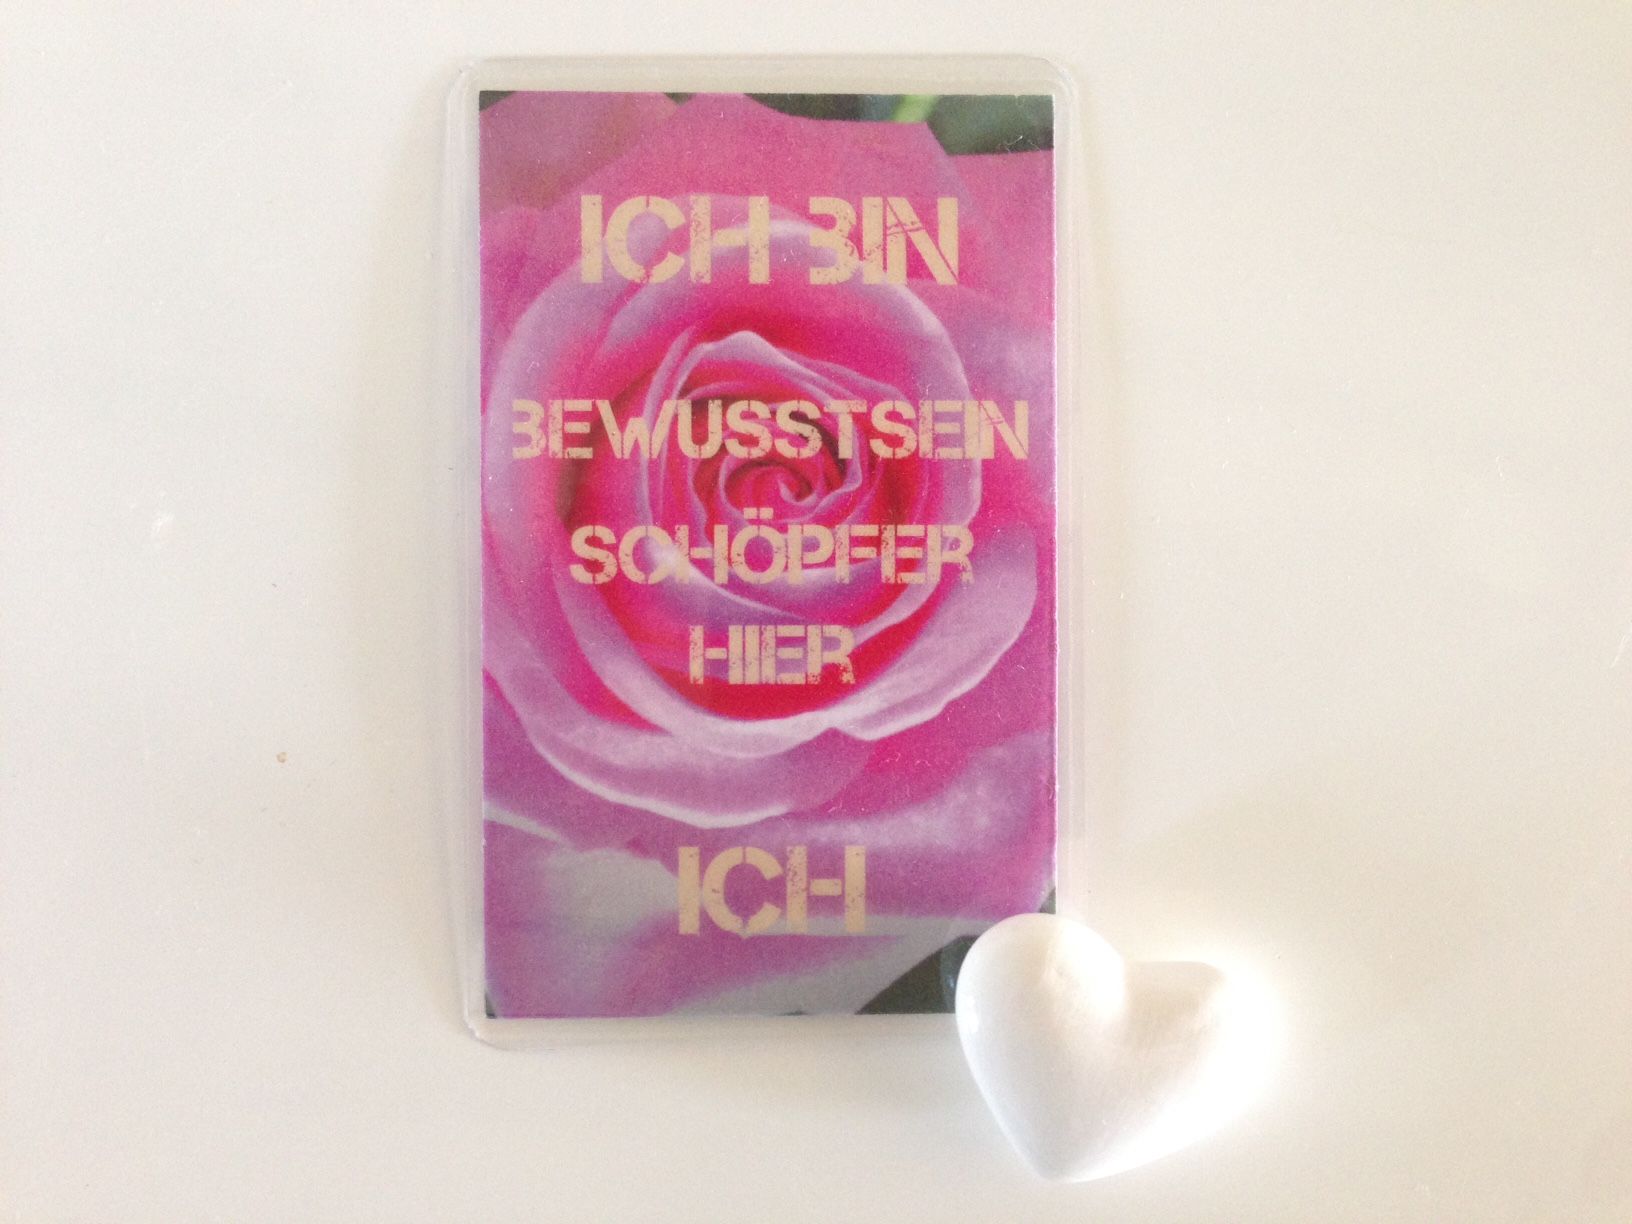 ICH BIN
BEWUSSTSEIN
SCHÖPFER
HIER
ICH